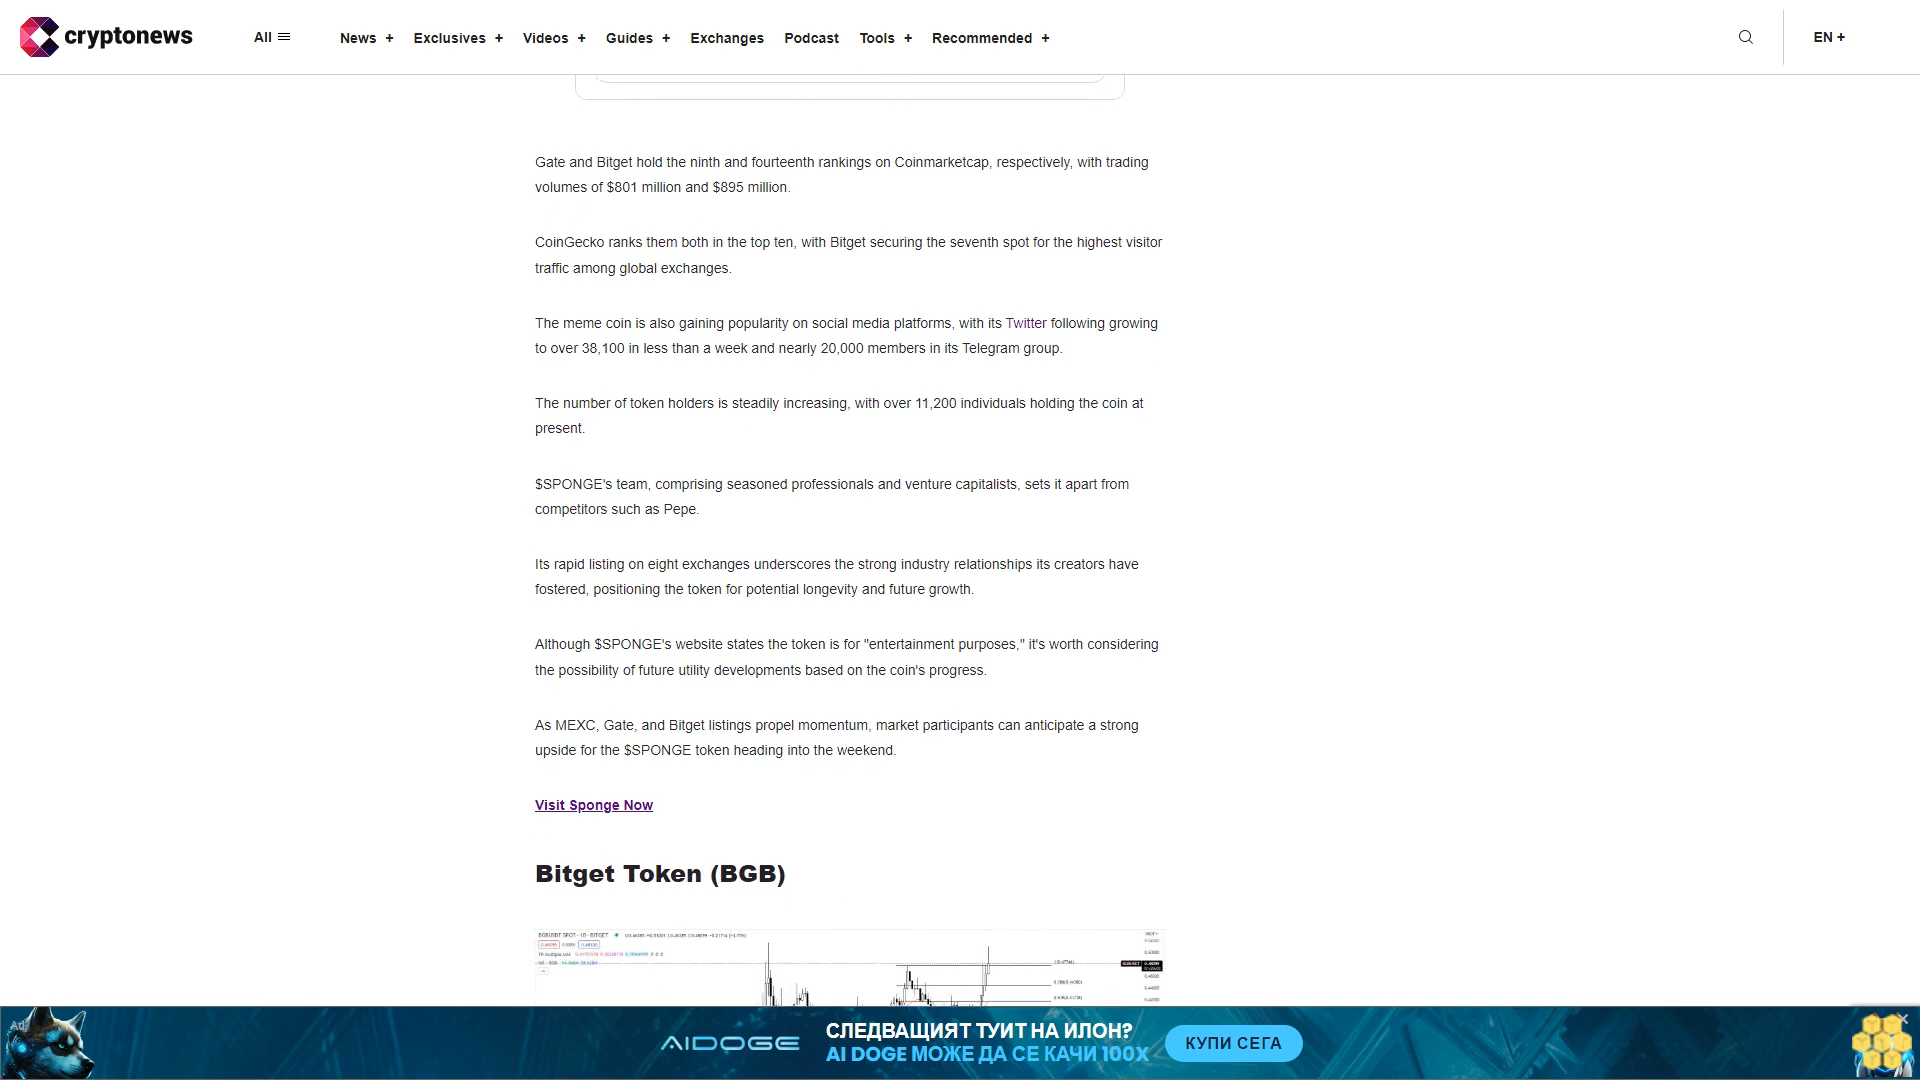 cryptonews
All
News +
Exclusives +
Videos +
Guides +
Exchanges
Podcast
Tools +
Recommended +
EN +
Gate and Bitget hold the ninth and fourteenth rankings on Coinmarketcap, respectively, with trading
volumes of $801 million and $895 million.
CoinGecko ranks them both in the top ten, with Bitget securing the seventh spot for the highest visitor
traffic among global exchanges.
The meme coin is also gaining popularity on social media platforms, with its Twitter following growing
to over 38,100 in less than a week and nearly 20,000 members in its Telegram group.
The number of token holders is steadily increasing, with over 11,200 individuals holding the coin at
present.
$SPONGE's team, comprising seasoned professionals and venture capitalists, sets it apart from
competitors such as Pepe.
Its rapid listing on eight exchanges underscores the strong industry relationships its creators have
fostered, positioning the token for potential longevity and future growth.
Although $SPONGE's website states the token is for "entertainment purposes," it's worth considering
the possibility of future utility developments based on the coin's progress.
As MEXC, Gate, and Bitget listings propel momentum, market participants can anticipate a strong
upside for the $SPONGE token heading into the weekend.
Visit Sponge Now
Bitget Token (BGB)
BGBUSDT SPOT · 1D · BITGET
Ad
AIDOGE
СЛЕДВАЩИЯТ ТУИТ НА ИЛОН?
AI DOGE МОЖЕ ДА СЕ КАЧИ 100X
КУПИ СЕГА